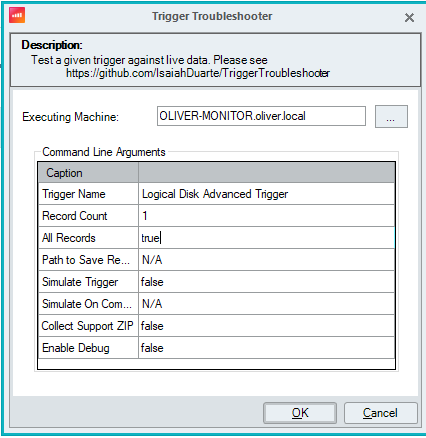 Trigger Troubleshooter
Description:
Test a given trigger against live data. Please see
https://github.com/IsaiahDuarte/TriggerTroubleshooter
Executing Machine:
OLIVER-MONITOR.oliver.local
...
Command Line Arguments
Caption
Trigger Name Logical Disk Advanced Trigger
Record Count 1
All Records true
Path to Save Re... N/A
Simulate Trigger false
Simulate On Com... N/A
Collect Support ZIP false
Enable Debug false
OK Cancel